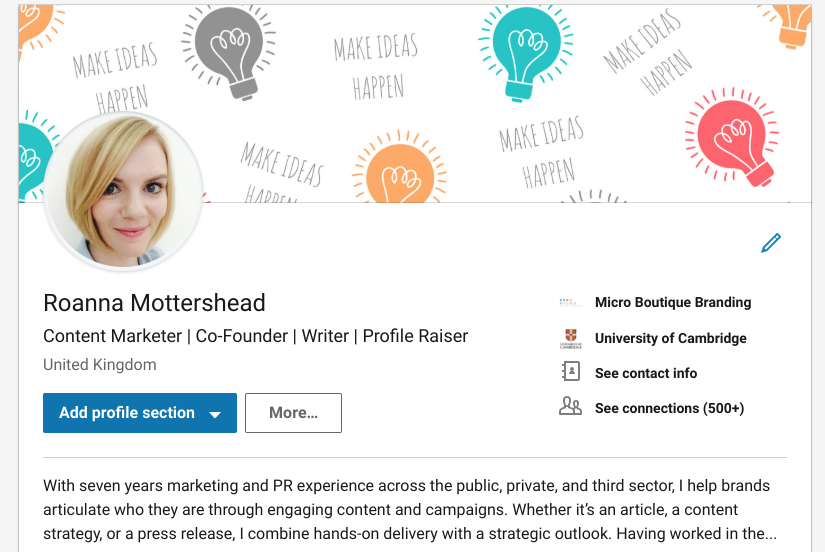 MAKE IDEAS
HAPPEN
MAKE IDEAS
HAPPEN
MAKE IDEAS
HAPPEN
MAKE IDEAS
HAPPEN
MAKE IDEAS
HAPPEN
Roanna Mottershead
Content Marketer | Co-Founder | Writer | Profile Raiser
United Kingdom
Add profile section
More...
Micro Boutique Branding
University of Cambridge
See contact info
See connections (500+)
With seven years marketing and PR experience across the public, private, and third sector, I help brands
articulate who they are through engaging content and campaigns. Whether it’s an article, a content
strategy, or a press release, I combine hands-on delivery with a strategic outlook. Having worked in the...